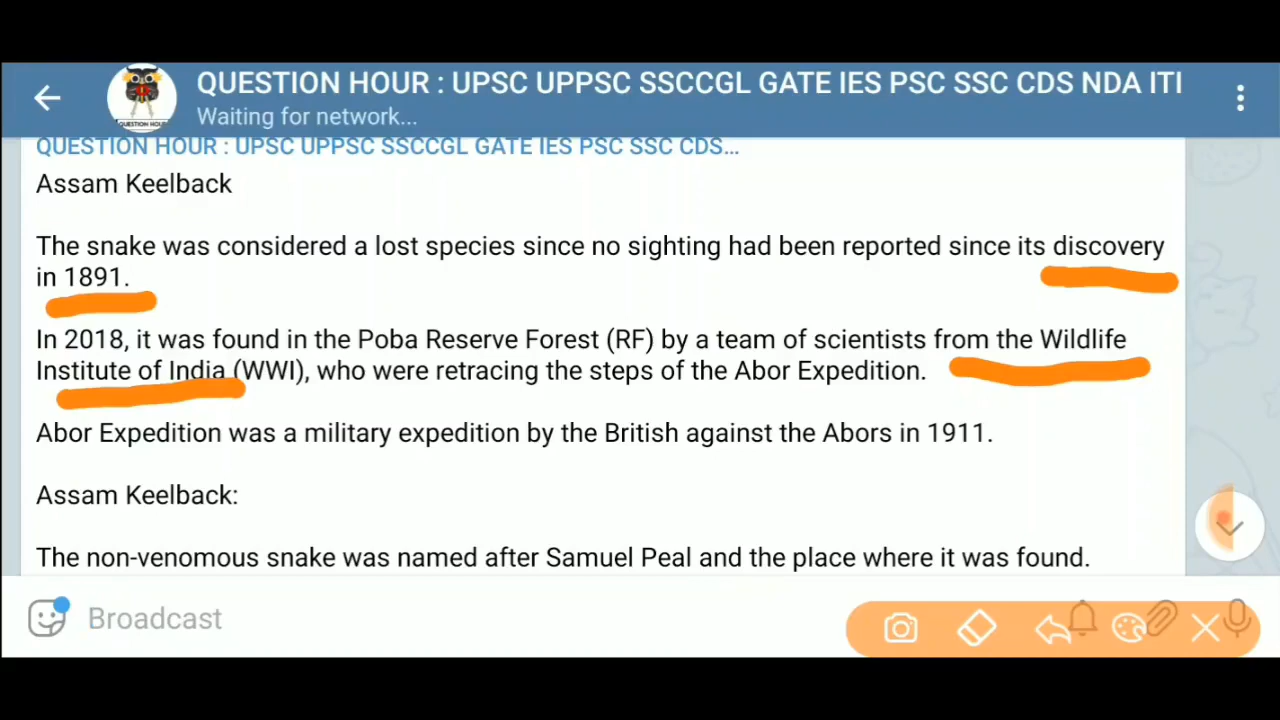 QUESTION HOUR : UPSC UPPSC SSCCGL GATE IES PSC SSC CDS NDA ITI
Waiting for network...
QUESTION HOUR
QUESTION HOUR : UPSC UPPSC SSCCGL GATE IES PSC SSC CDS...
Assam Keelback
The snake was considered a lost species since no sighting had been reported since its discovery
in 1891.
In 2018, it was found in the Poba Reserve Forest (RF) by a team of scientists from the Wildlife
Institute of India (WWI), who were retracing the steps of the Abor Expedition.
Abor Expedition was a military expedition by the British against the Abors in 1911.
Assam Keelback:
The non-venomous snake was named after Samuel Peal and the place where it was found.
Broadcast